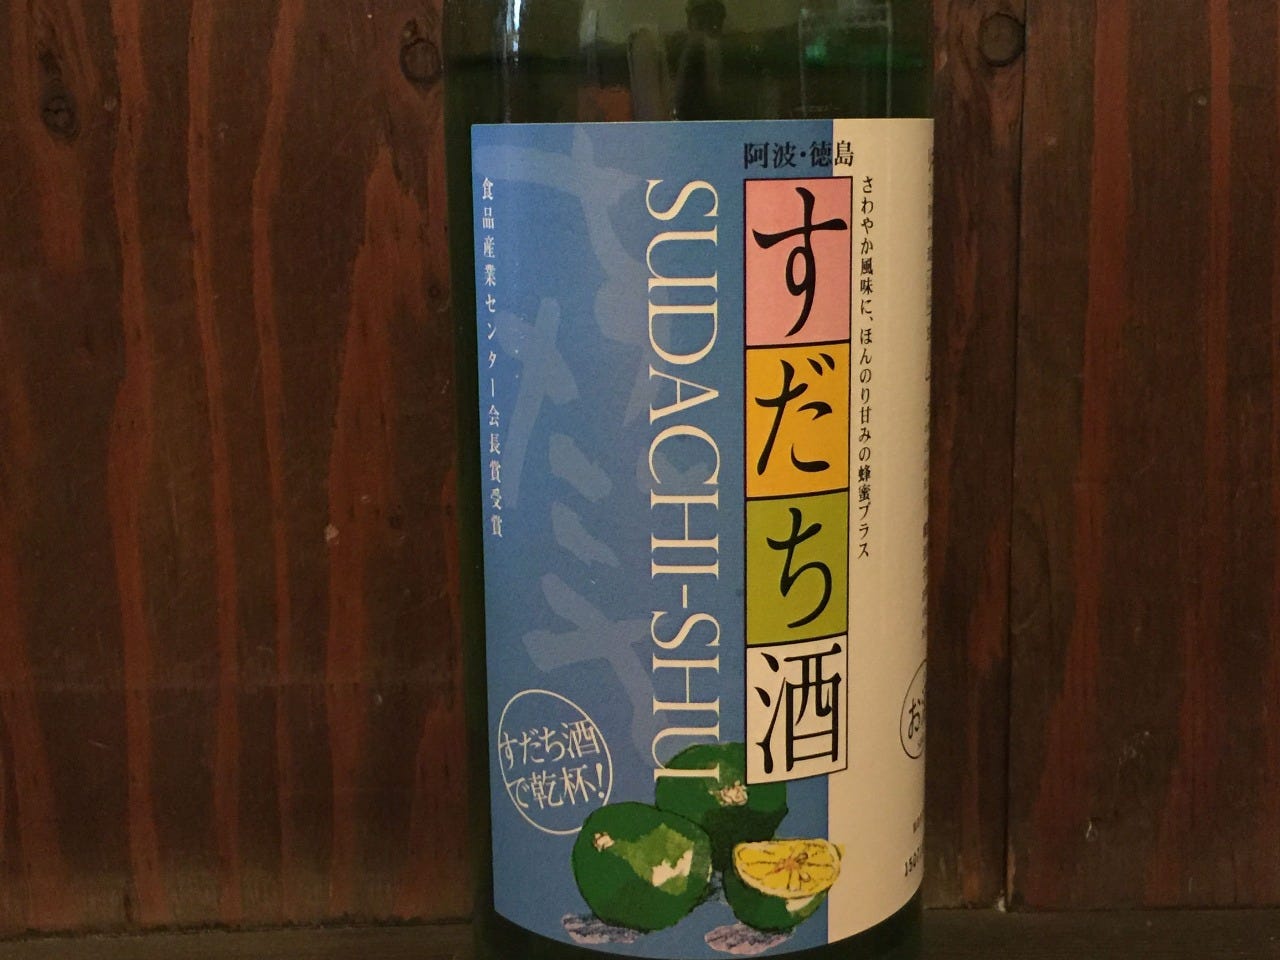 阿波・徳島
すだち酒
さわやか風味に、ほんのり甘みの蜂蜜プラス
SUDACHI-SHU
食品産業センター会長賞受賞
すだち酒
で乾杯!